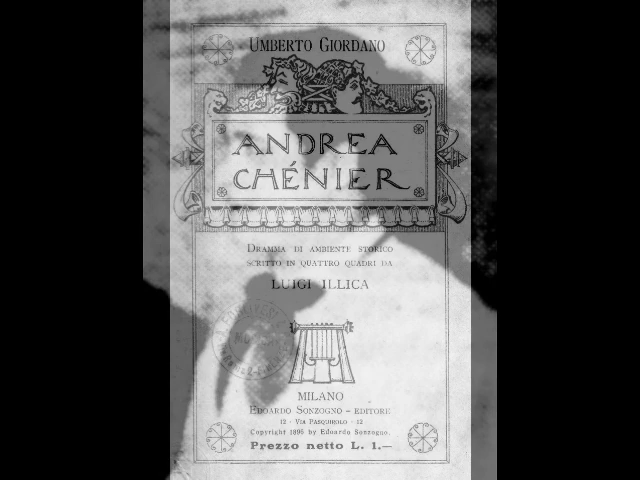 UMBERTO GIORDANO
ANDREA
CHÉNIER
DRAMMA DI AMBIENTE STORICO
SCRITTO IN QUATTRO QUADRI DA
LUIGI ILLICA
MILANO
EDOARDO SONZOGNO - EDITORE
12 - VIA PASQUIROLO - 12
Copyright 1896 by Edoardo Sonzogno.
Prezzo netto L. 1.—